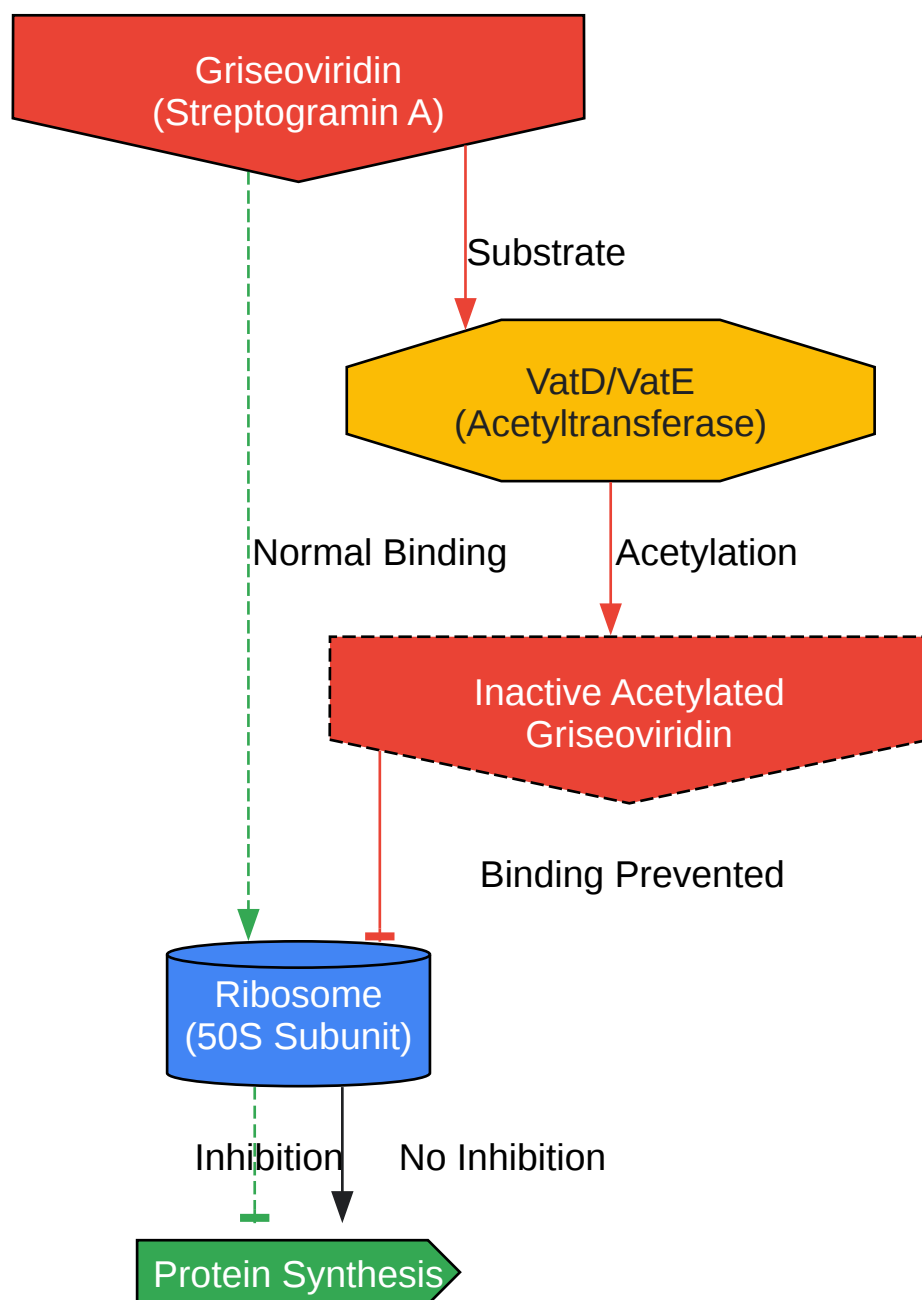 Griseoviridin
(Streptogramin A)
Substrate
VatD/VatE
(Acetyltransferase)
Normal Binding
Acetylation
Inactive Acetylated
Griseoviridin
Binding Prevented
Ribosome
(50S Subunit)
Inhibition
No Inhibition
Protein Synthesis